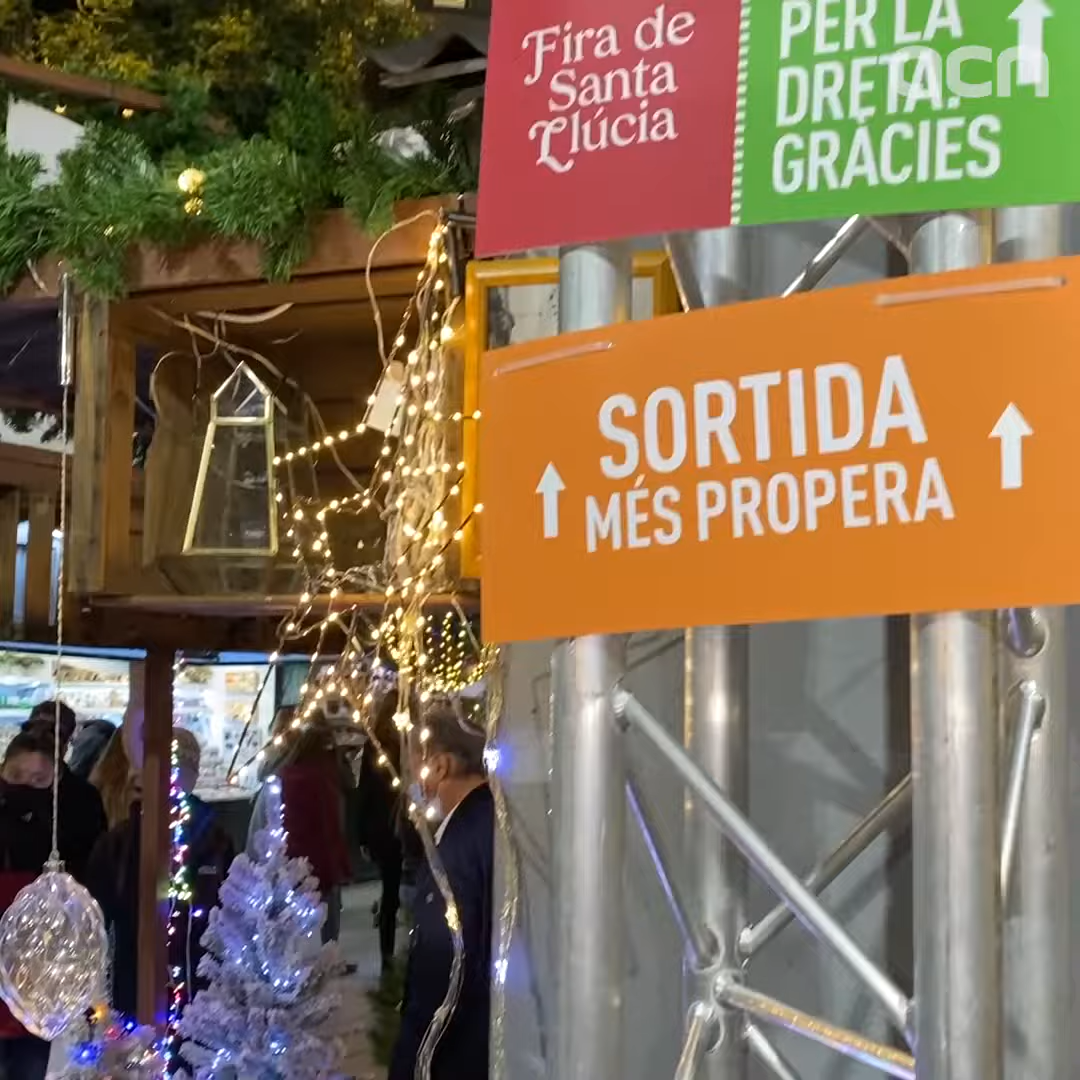 Fira de
Santa
Llúcia
PER LA
DRETA.
GRÀCIES
acn
SORTIDA
MÉS PROPERA